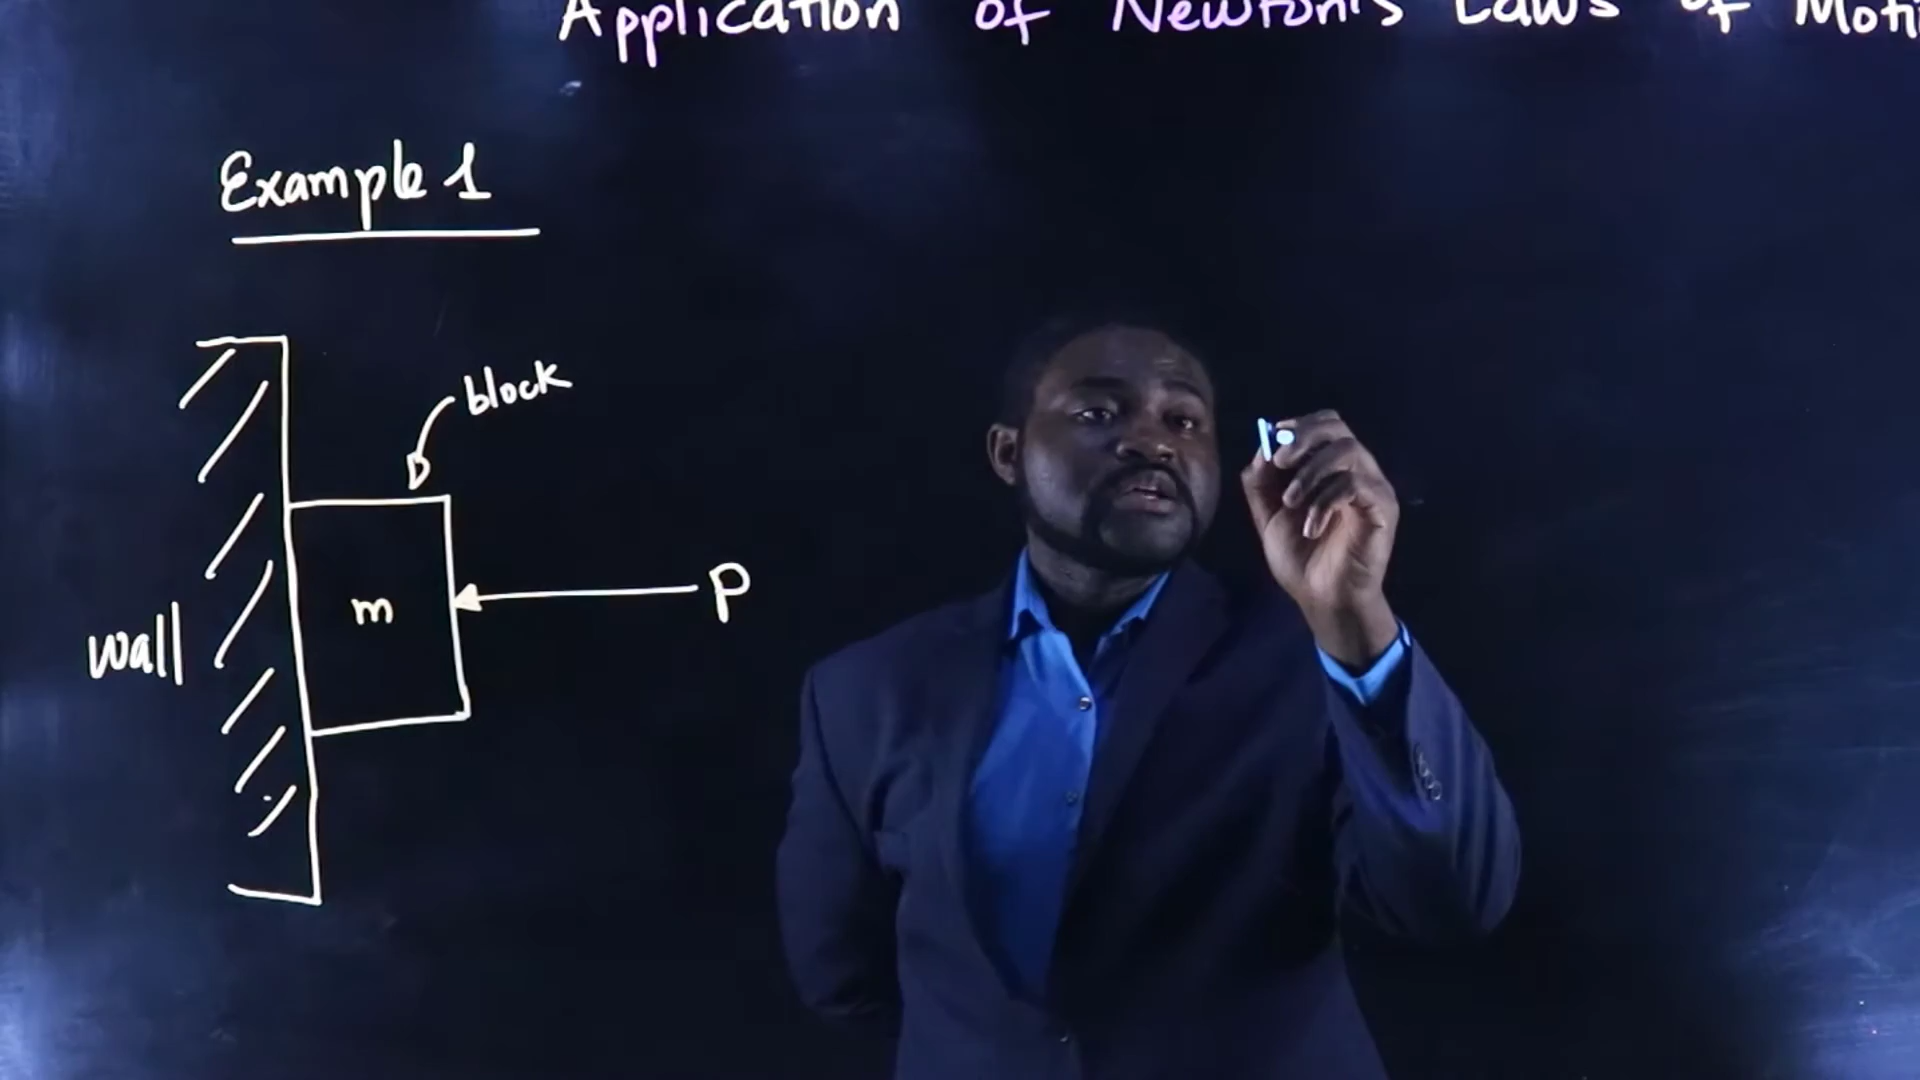 Application of Newton's Laws of Moti
Example 1
block
m
P
wall